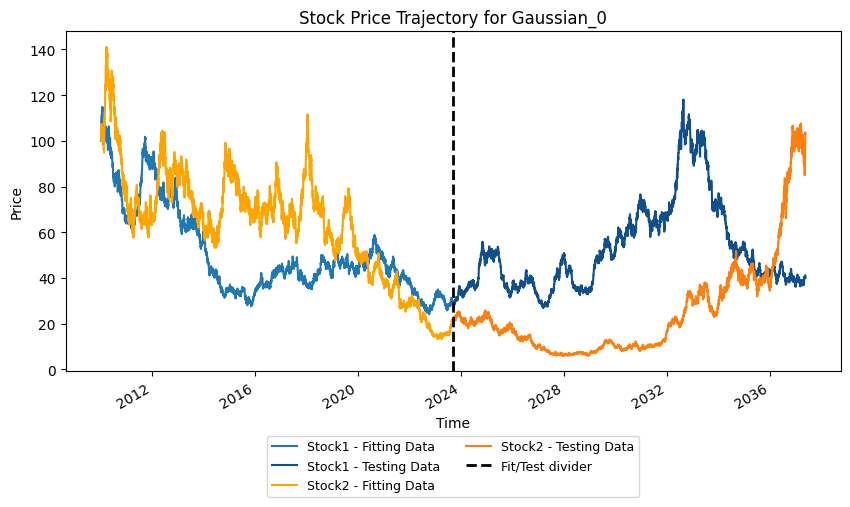 Stock Price Trajectory for Gaussian_0
Price
140
120
100
80
60
40
20
0
2012
2016
2020
2024
2028
2032
2036
Time
Stock1 - Fitting Data
Stock1 - Testing Data
Stock2 - Fitting Data
Stock2 - Testing Data
Fit/Test divider